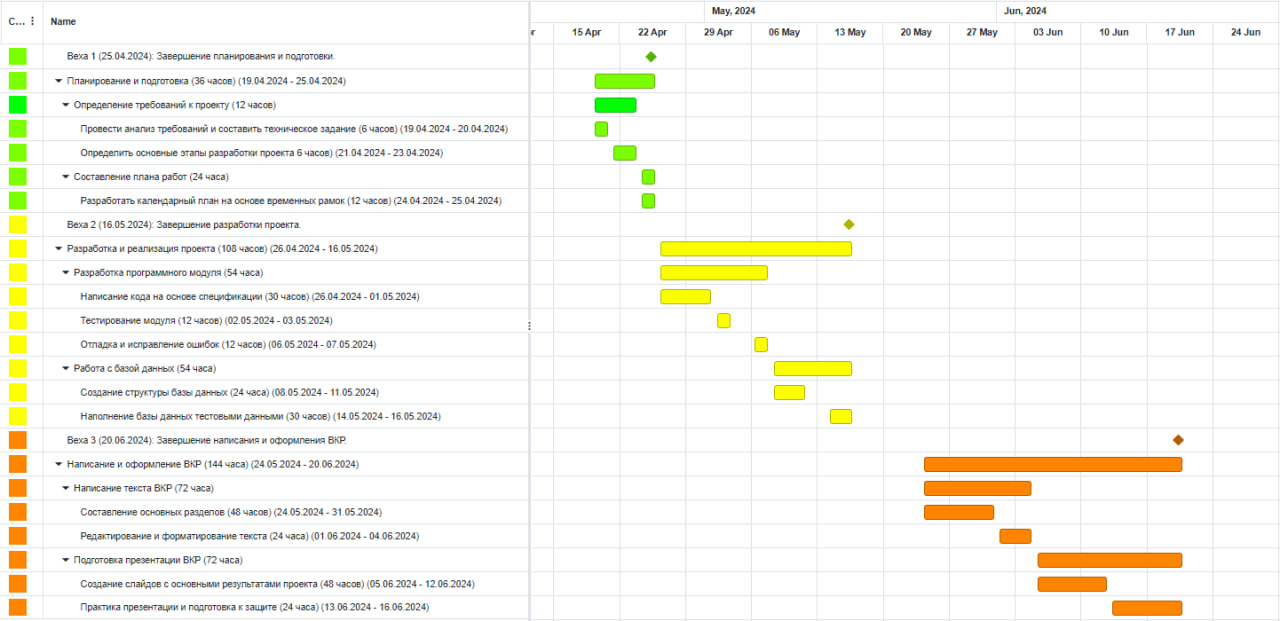 С... Name
May, 2024 Jun, 2024
r 15 Apr 22 Apr 29 Apr 06 May 13 May 20 May 27 May 03 Jun 10 Jun 17 Jun 24 Jun
Веха 1 (25.04.2024): Завершение планирования и подготовки.
Планирование и подготовка (36 часов) (19.04.2024 - 25.04.2024)
Определение требований к проекту (12 часов)
Провести анализ требований и составить техническое задание (6 часов) (19.04.2024 - 20.04.2024)
Определить основные этапы разработки проекта 6 часов) (21.04.2024 - 23.04.2024)
Составление плана работ (24 часа)
Разработать календарный план на основе временных рамок (12 часов) (24.04.2024 - 25.04.2024)
Веха 2 (16.05.2024): Завершение разработки проекта.
Разработка и реализация проекта (108 часов) (26.04.2024 - 16.05.2024)
Разработка программного модуля (54 часа)
Написание кода на основе спецификации (30 часов) (26.04.2024 - 01.05.2024)
Тестирование модуля (12 часов) (02.05.2024 - 03.05.2024)
Отладка и исправление ошибок (12 часов) (06.05.2024 - 07.05.2024)
Работа с базой данных (54 часа)
Создание структуры базы данных (24 часа) (08.05.2024 - 11.05.2024)
Наполнение базы данных тестовыми данными (30 часов) (14.05.2024 - 16.05.2024)
Веха 3 (20.06.2024): Завершение написания и оформления ВКР.
Написание и оформление ВКР (144 часа) (24.05.2024 - 20.06.2024)
Написание текста ВКР (72 часа)
Составление основных разделов (48 часов) (24.05.2024 - 31.05.2024)
Редактирование и форматирование текста (24 часа) (01.06.2024 - 04.06.2024)
Подготовка презентации ВКР (72 часа)
Создание слайдов с основными результатами проекта (48 часов) (05.06.2024 - 12.06.2024)
Практика презентации и подготовка к защите (24 часа) (13.06.2024 - 16.06.2024)